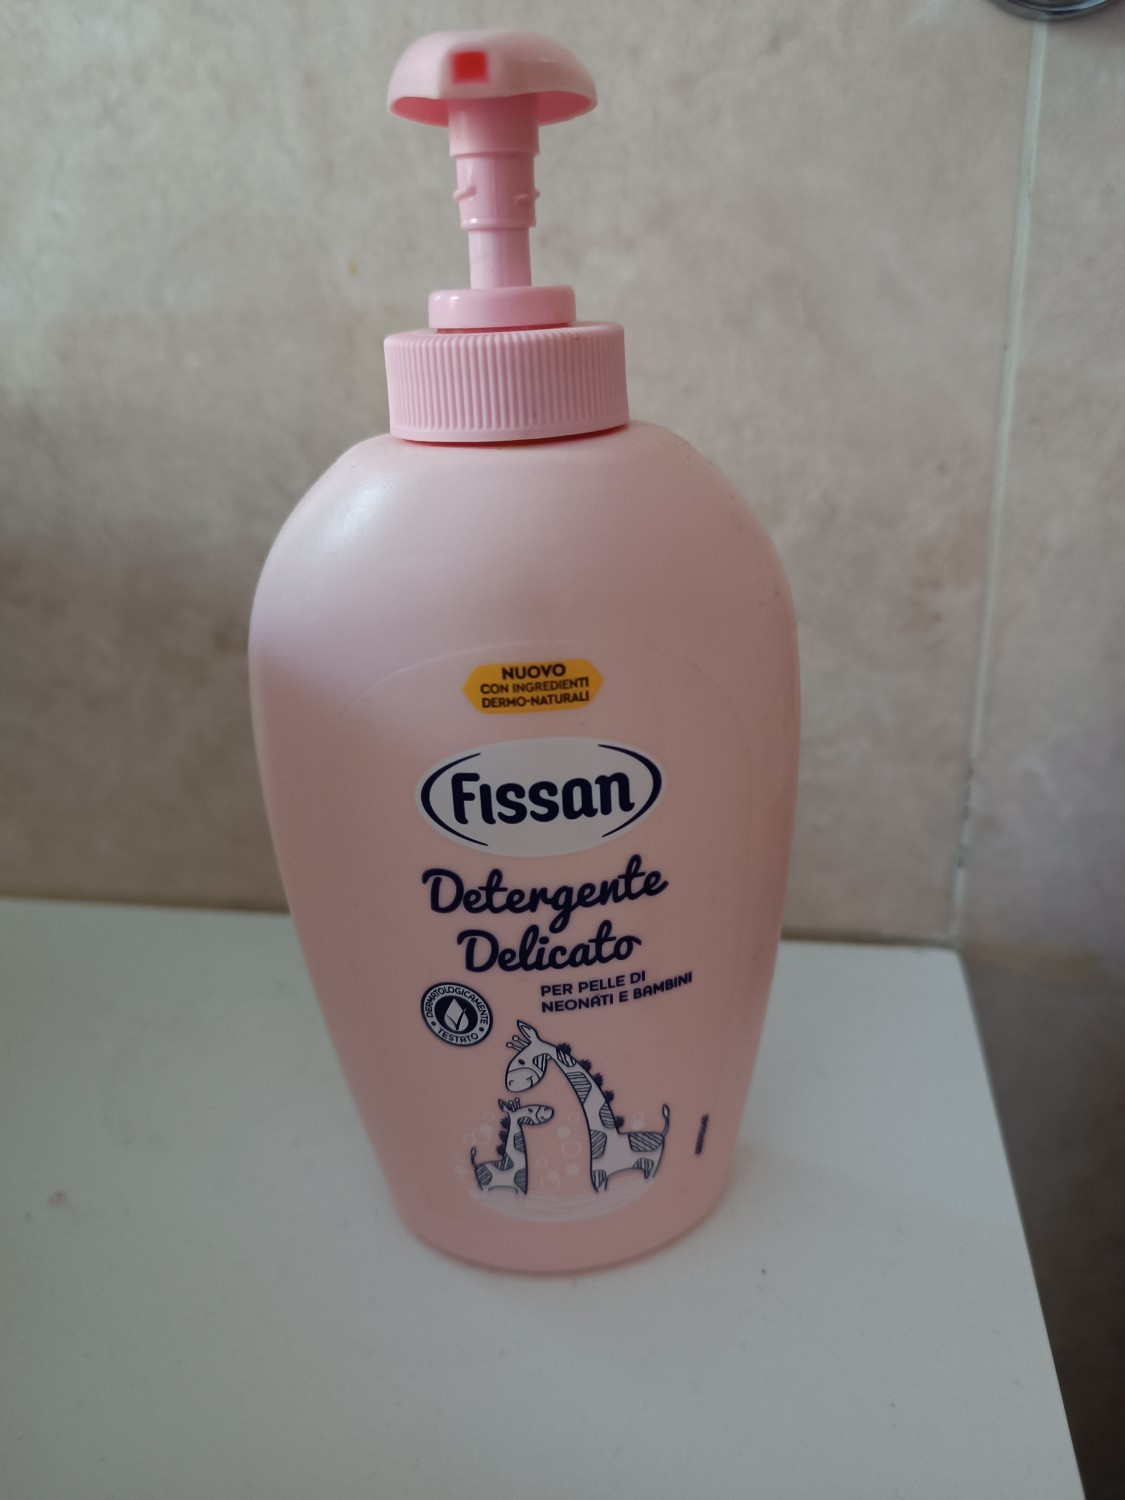 NUOVO
CON INGREDIENTI
DERMO-NATURALI
Fissan
Detergente
Delicato
PER PELLE DI
NEONATI E BAMBINI
DERMATOLOGICAMENTE
TESTATO